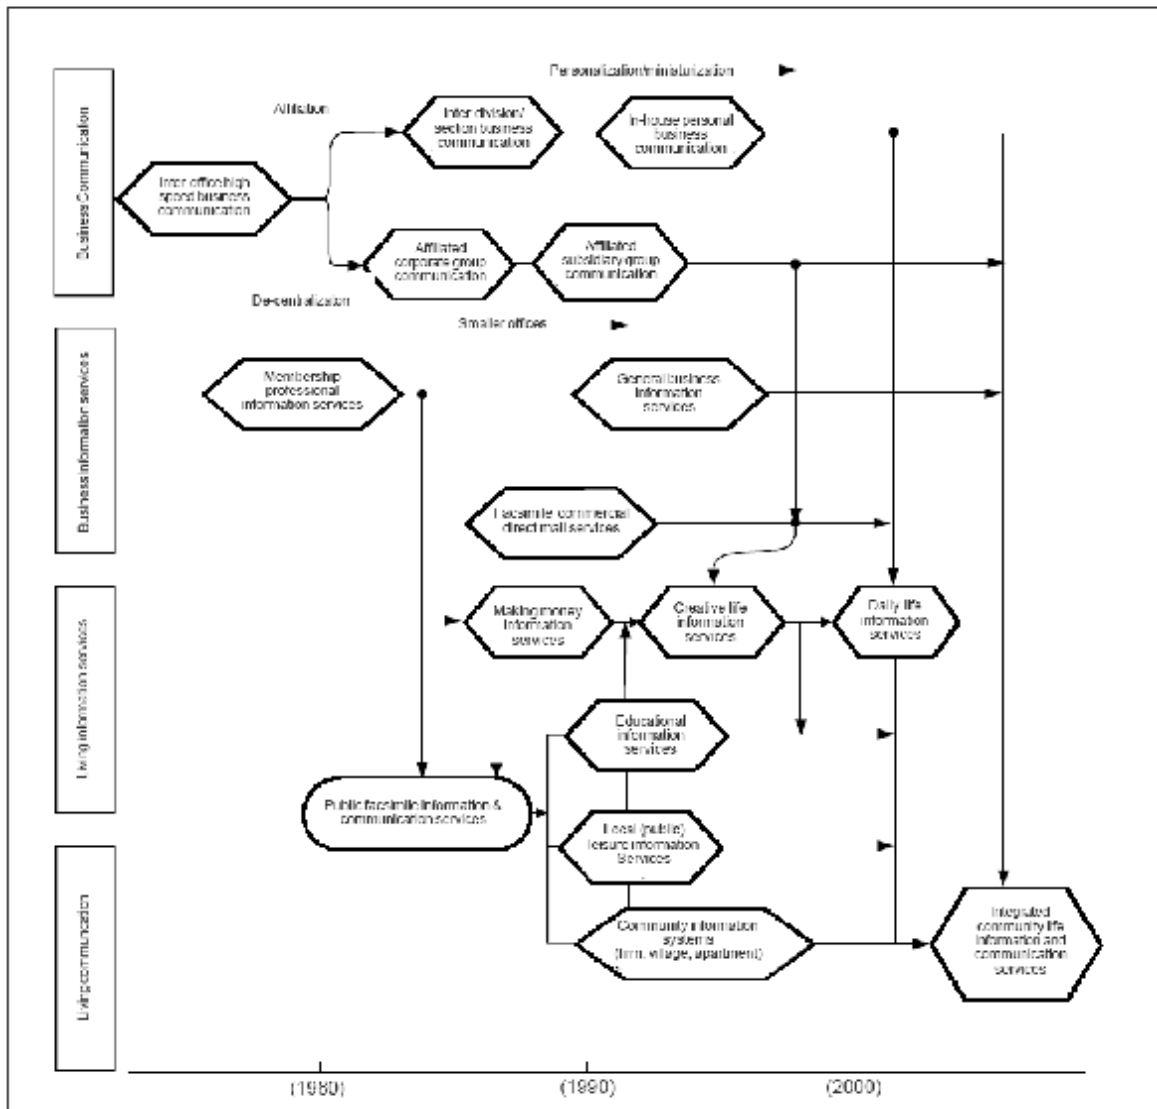 Personalization/miniaturization
Affiliation
Inter division/
section business
communication
In-house personal
business
communication
Business Communication
Inter office high
speed business
communication
Affiliated
corporate group
communication
Affiliated
subsidiary group
communication
De-centralization
Smaller offices
Business information services
Membership
professional
information services
General business
information
services
Facsimile commercial
direct mail services
Living information services
Making money
information
services
Creative life
information
services
Daily life
information
services
Educational
information
services
Public facsimile information &
communication services
Local (public)
leisure information
Services
Living communication
Community information
systems
(firm, village, apartment)
Integrated
community life
information and
communication
services
(1980)
(1990)
(2000)